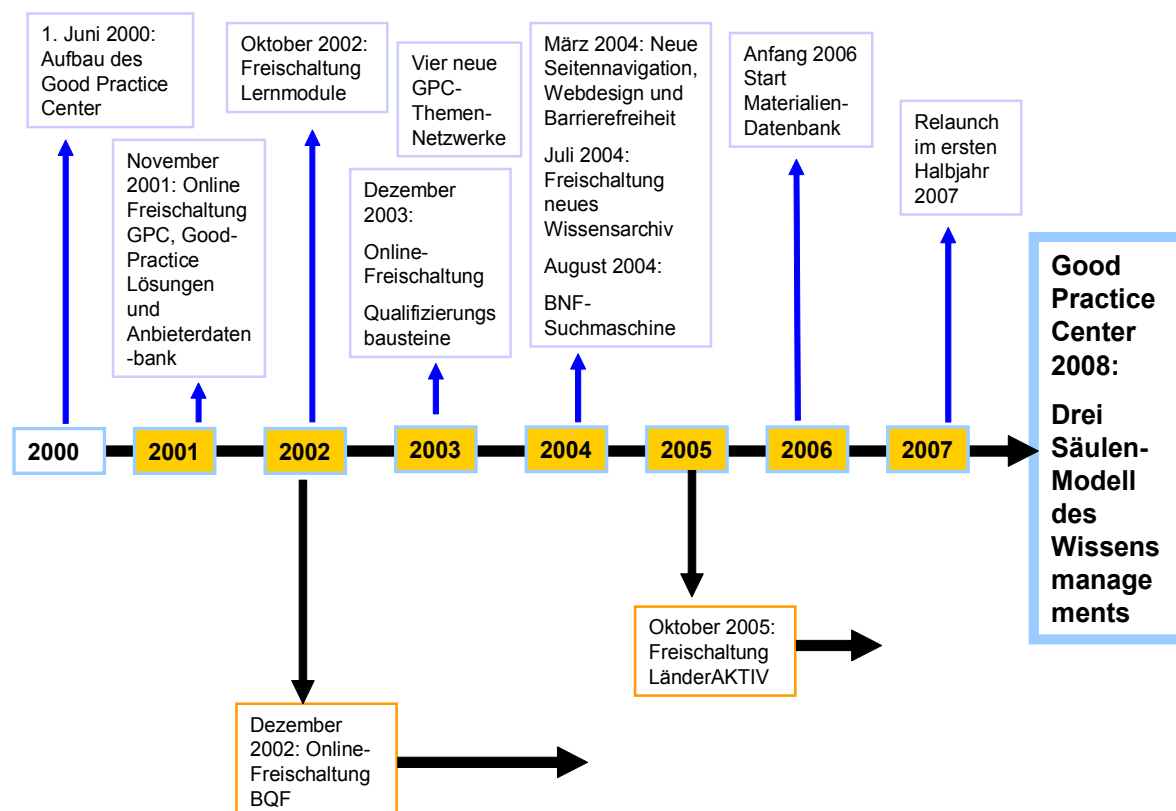 1. Juni 2000:
Aufbau des
Good Practice
Center
November
2001: Online
Freischaltung
GPC, Good-
Practice
Lösungen
und
Anbieterdaten
-bank
Oktober 2002:
Freischaltung
Lernmodule
Vier neue
GPC-
Themen-
Netzwerke
Dezember
2003:
Online-
Freischaltung
Qualifizierungs
bausteine
März 2004: Neue
Seitennavigation,
Webdesign und
Barrierefreiheit
Juli 2004:
Freischaltung
neues
Wissensarchiv
August 2004:
BNF-
Suchmaschine
Anfang 2006
Start
Materialien-
Datenbank
Relaunch
im ersten
Halbjahr
2007
2000
2001
2002
2003
2004
2005
2006
2007
Good
Practice
Center
2008:
Drei
Säulen-
Modell
des
Wissens
manage
ments
Oktober 2005:
Freischaltung
LänderAKTIV
Dezember
2002: Online-
Freischaltung
BQF